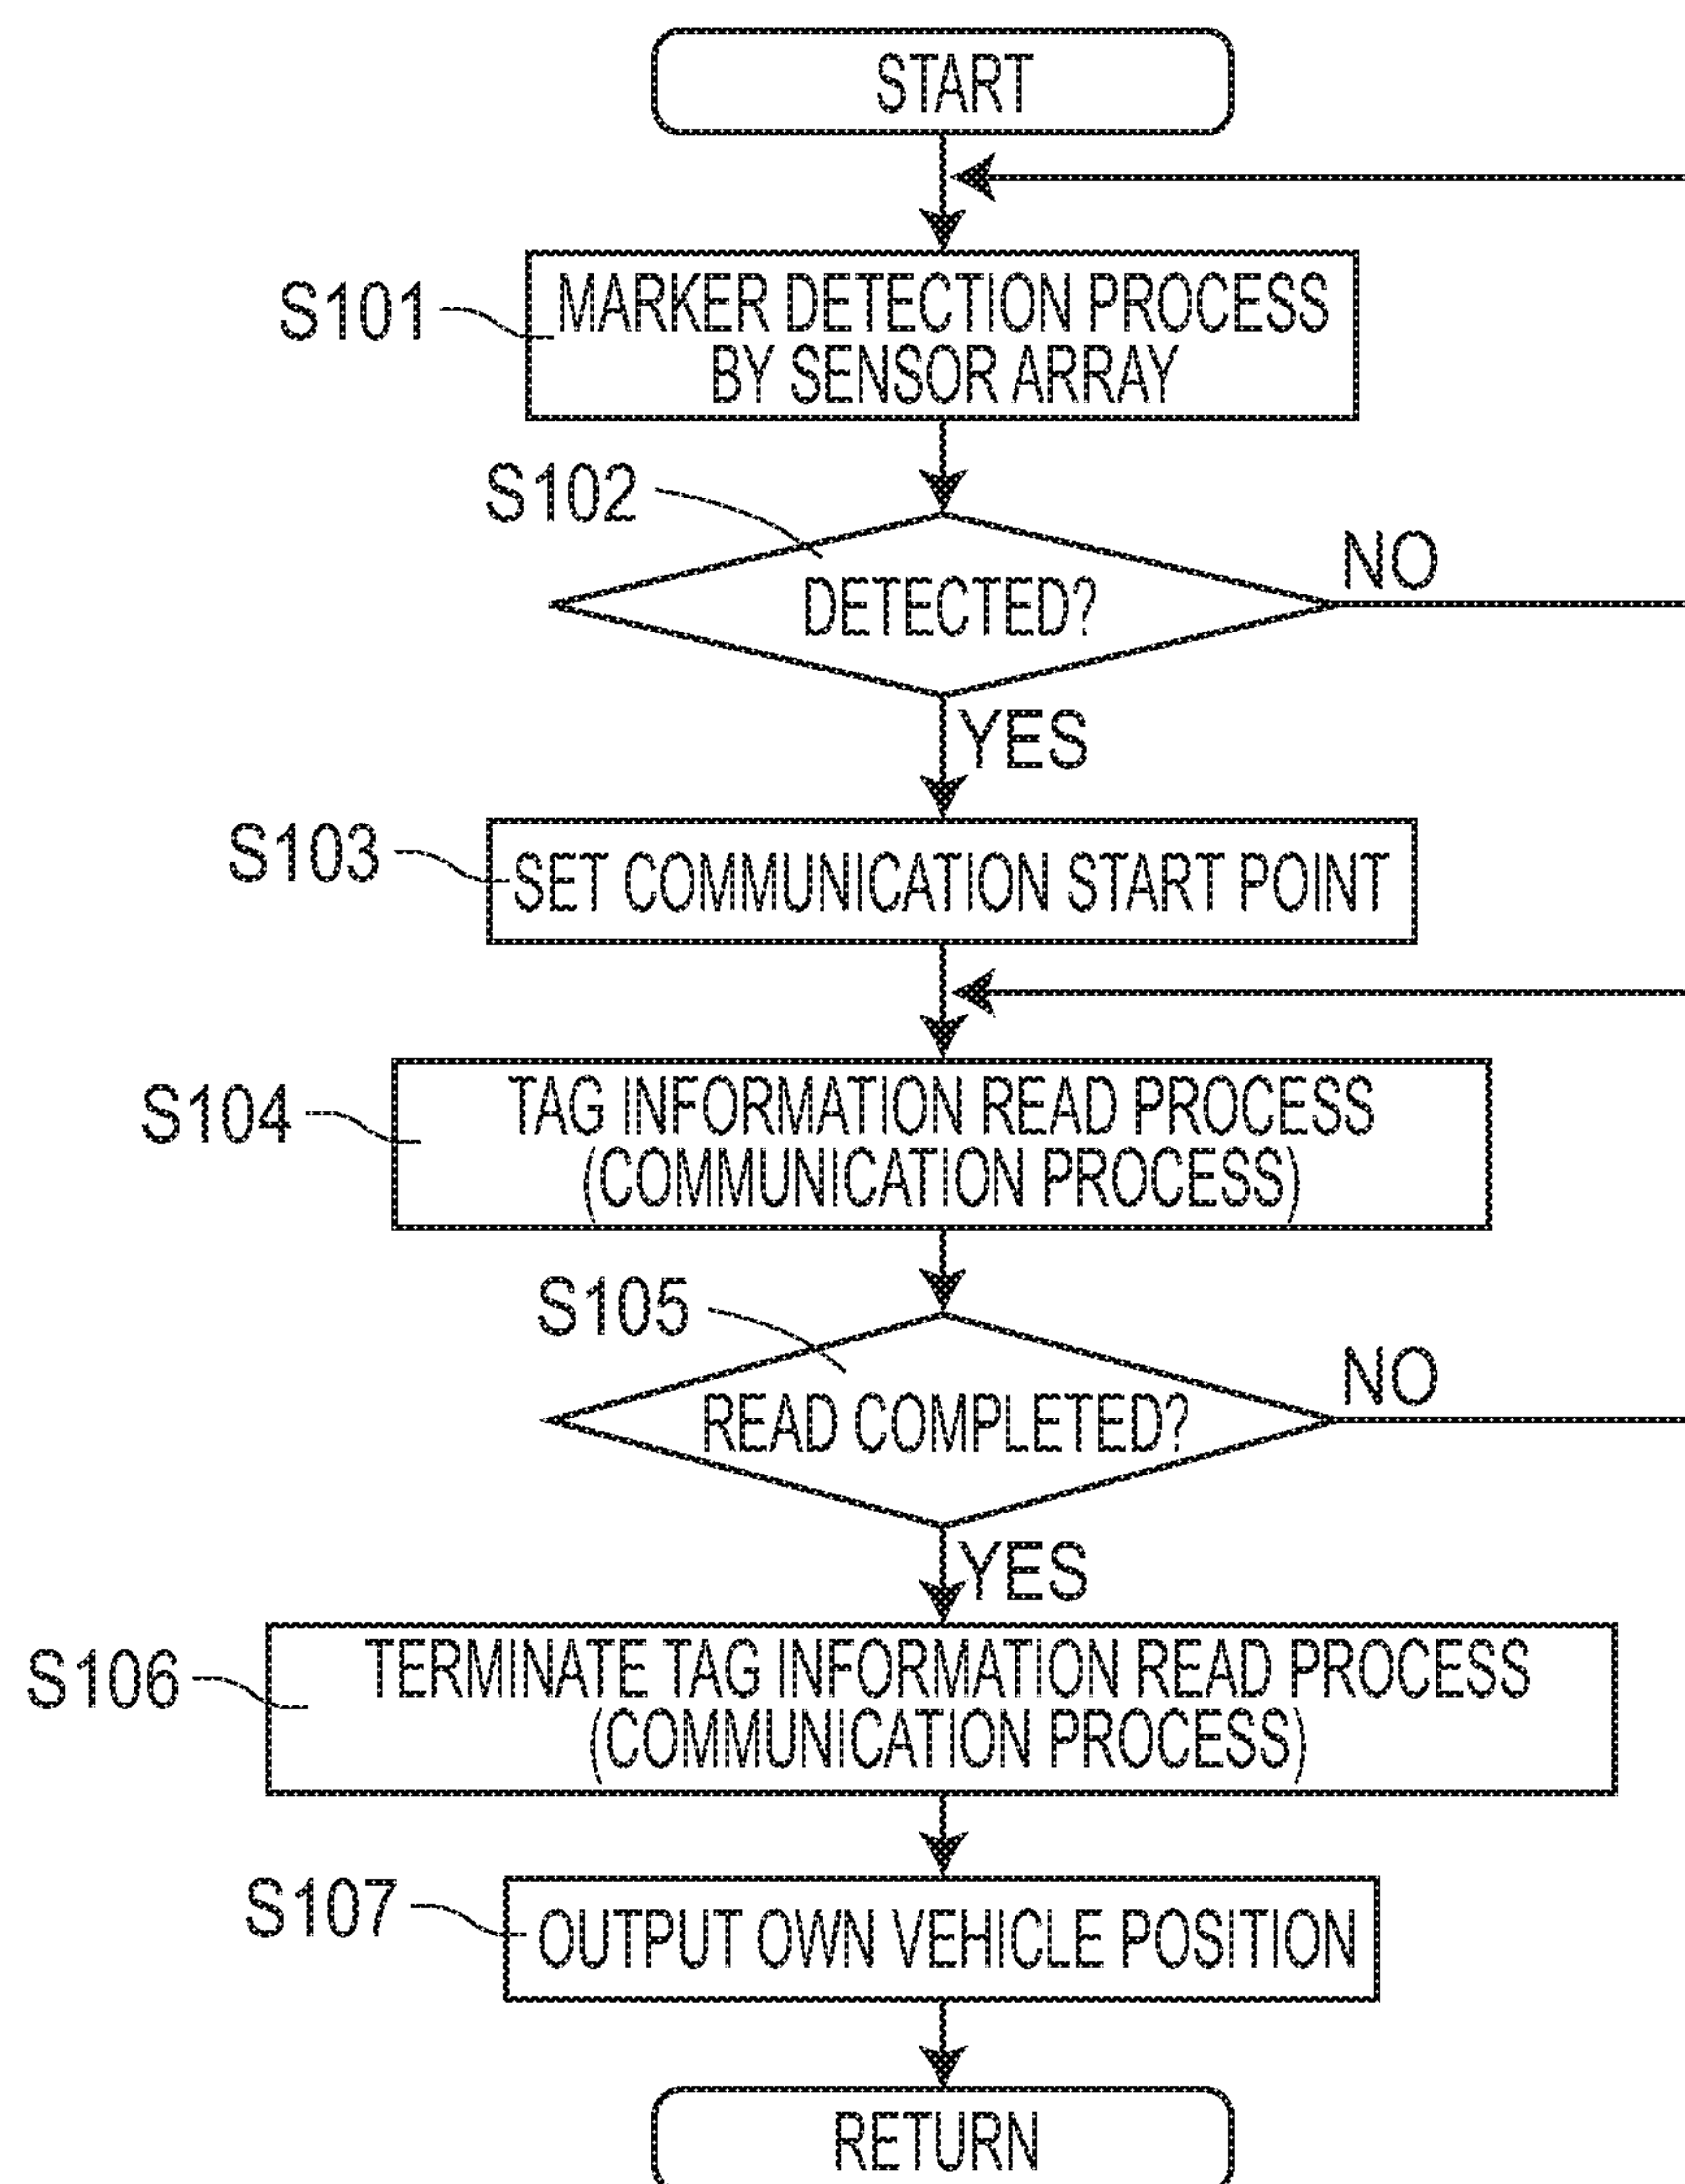 START
S101
MARKER DETECTION PROCESS
BY SENSOR ARRAY
S102
DETECTED?
NO
YES
S103
SET COMMUNICATION START POINT
S104
TAG INFORMATION READ PROCESS
(COMMUNICATION PROCESS)
S105
READ COMPLETED?
NO
YES
S106
TERMINATE TAG INFORMATION READ PROCESS
(COMMUNICATION PROCESS)
S107
OUTPUT OWN VEHICLE POSITION
RETURN